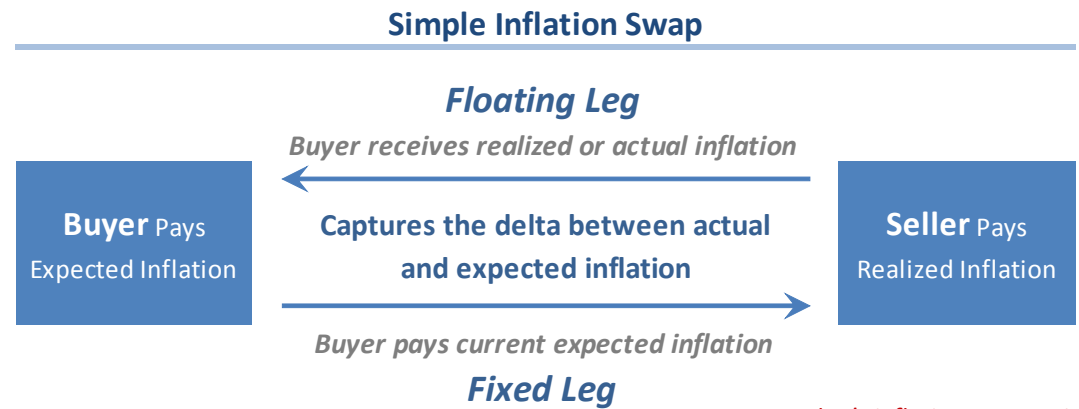 Simple Inflation Swap
Floating Leg
Buyer receives realized or actual inflation
Buyer Pays
Expected Inflation
Captures the delta between actual
and expected inflation
Seller Pays
Realized Inflation
Buyer pays current expected inflation
Fixed Leg